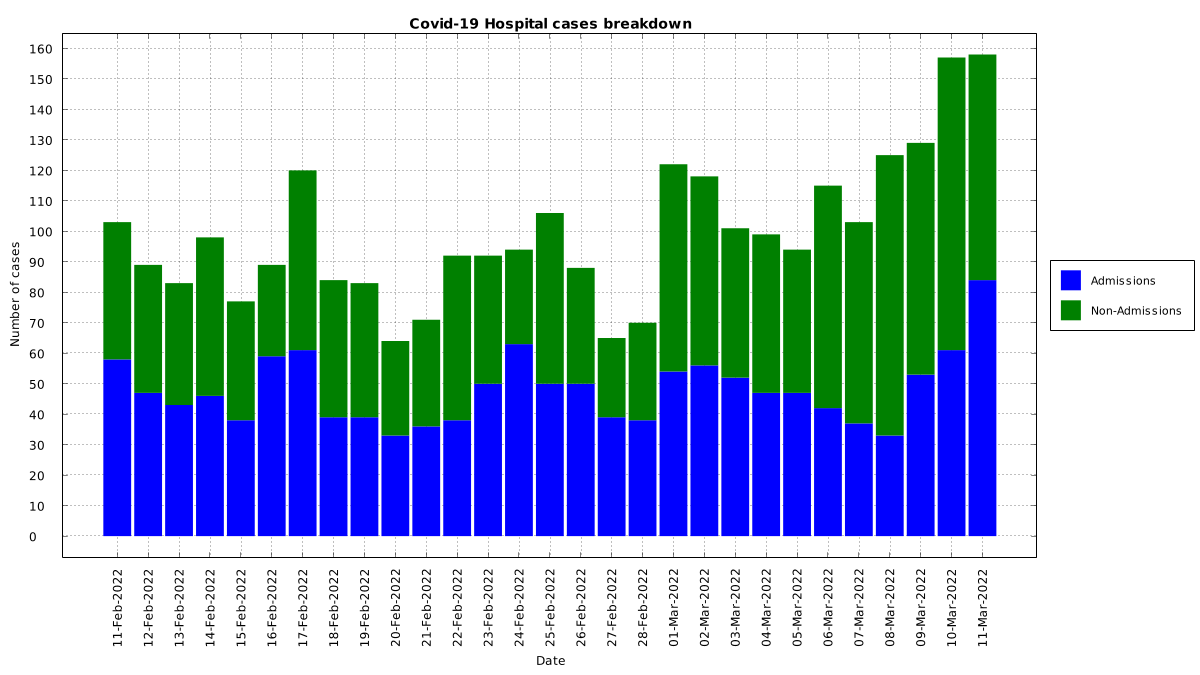 Covid-19 Hospital cases breakdown
160
150
140
130
120
110
100
90
80
70
60
50
40
30
20
10
0
Number of cases
Admissions
Non-Admissions
11-Feb-2022
12-Feb-2022
13-Feb-2022
14-Feb-2022
15-Feb-2022
16-Feb-2022
17-Feb-2022
18-Feb-2022
19-Feb-2022
20-Feb-2022
21-Feb-2022
22-Feb-2022
23-Feb-2022
24-Feb-2022
25-Feb-2022
26-Feb-2022
27-Feb-2022
28-Feb-2022
01-Mar-2022
02-Mar-2022
03-Mar-2022
04-Mar-2022
05-Mar-2022
06-Mar-2022
07-Mar-2022
08-Mar-2022
09-Mar-2022
10-Mar-2022
11-Mar-2022
Date